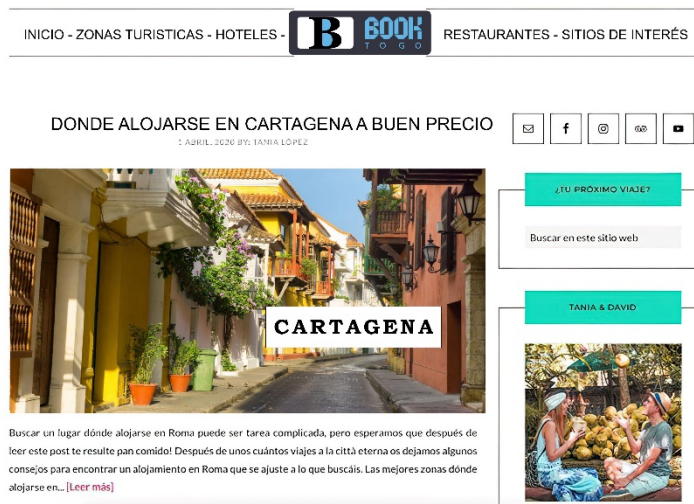 INICIO - ZONAS TURISTICAS - HOTELES -
B BOOK
TO GO
RESTAURANTES - SITIOS DE INTERÉS
DONDE ALOJARSE EN CARTAGENA A BUEN PRECIO
1 ABRIL, 2020 BY: TANIA LÓPEZ
CARTAGENA
Buscar un lugar dónde alojarse en Roma puede ser tarea complicada, pero esperamos que después de
leer este post te resulte pan comido! Después de unos cuántos viajes a la città eterna os dejamos algunos
consejos para encontrar un alojamiento en Roma que se ajuste a lo que buscáis. Las mejores zonas dónde
alojarse en... [Leer más]
f
¿TU PRÓXIMO VIAJE?
Buscar en este sitio web
TANIA & DAVID